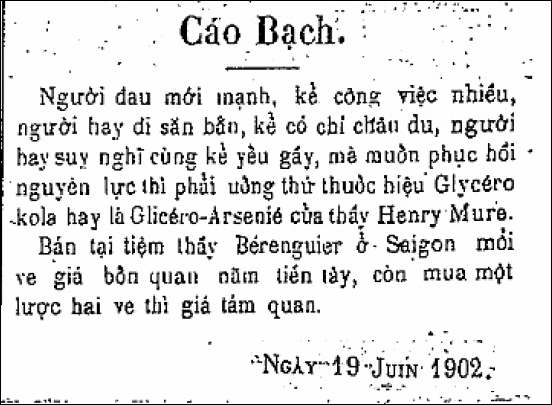 Cáo Bạch.
Người đau mới mạnh, kẻ công việc nhiều,
người hay đi săn bắn, kẻ có chí châu du, người
hay suy nghĩ cùng kẻ yếu gầy, mà muốn phục hồi
nguyên lực thì phải uống thứ thuốc hiệu Glycéro
kola hay là Glicéro-Arsenié của thầy Henry Mure.
Bán tại tiệm thầy Bérenguier ở Saigon mỗi
ve giá bốn quan năm tiền tây, còn mua một
lược hai ve thì giá tám quan.
NGÀY 19 JUIN 1902.